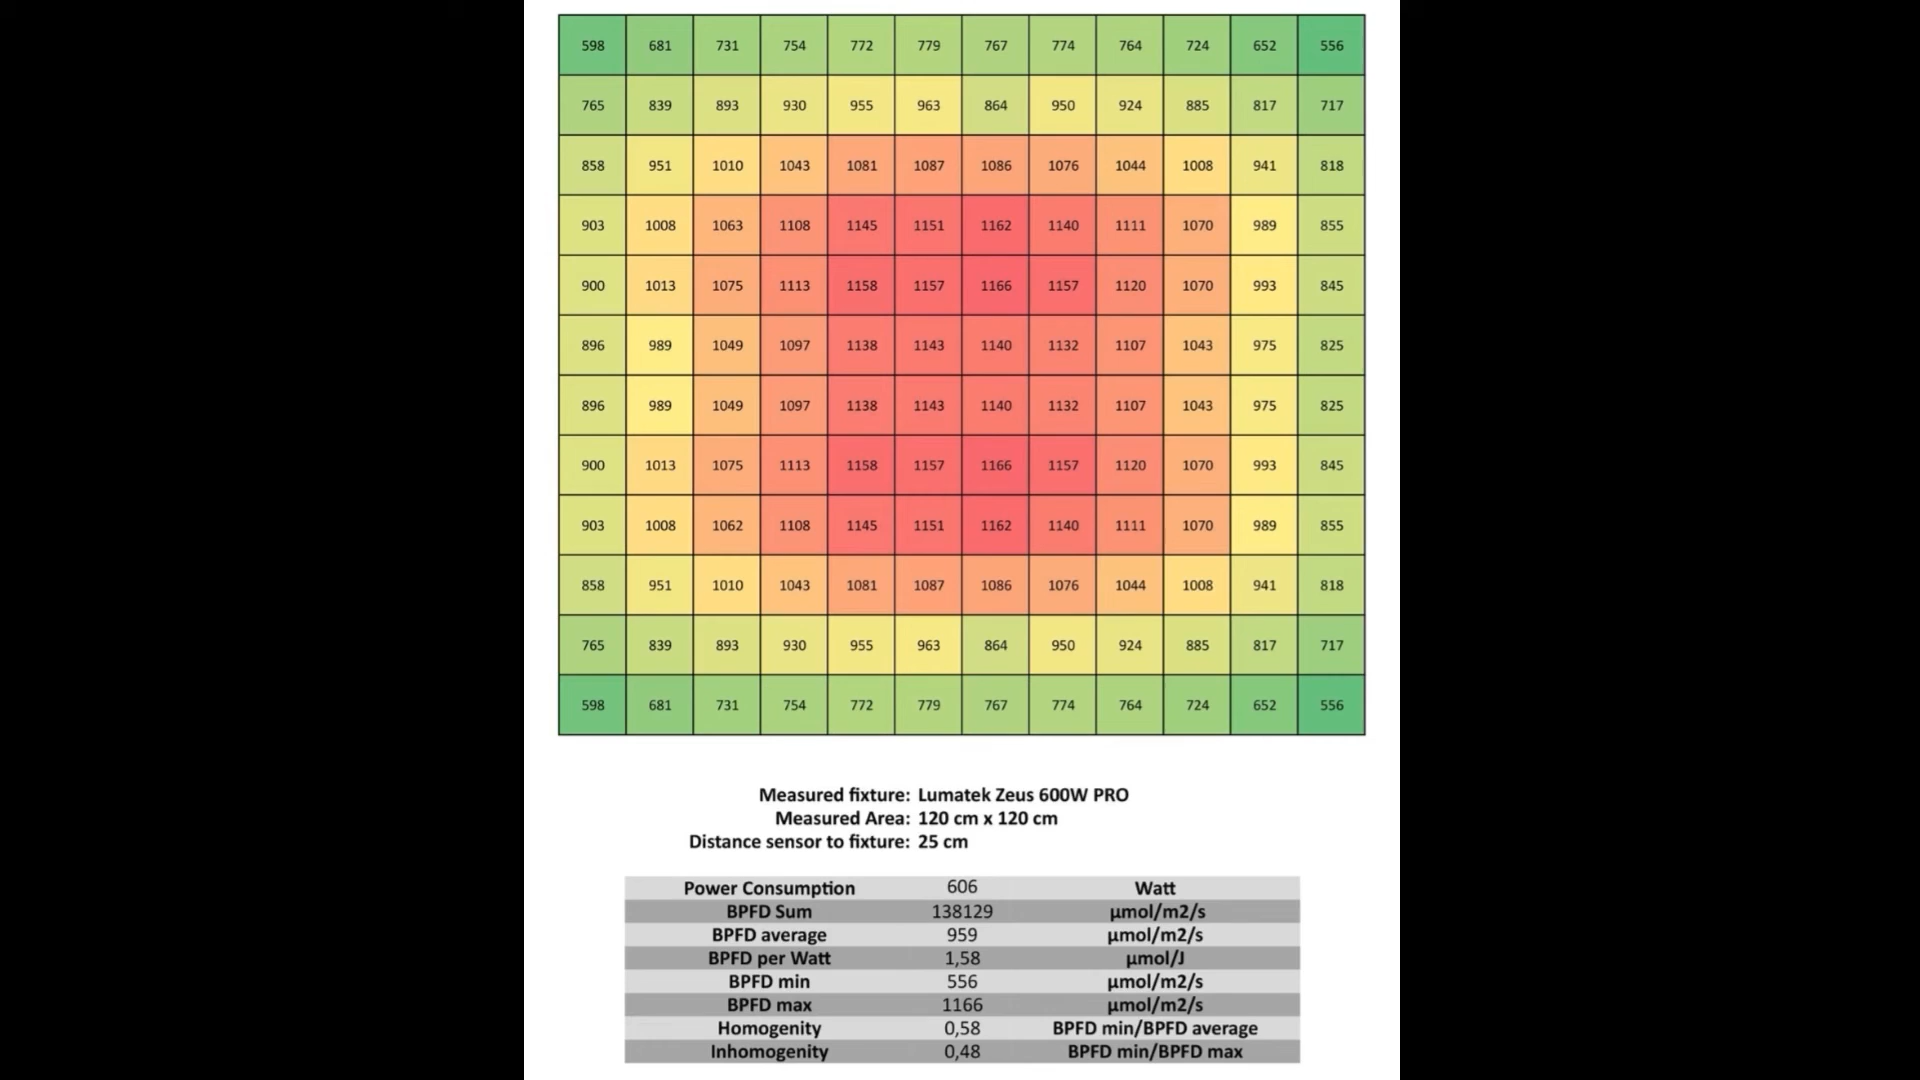 598 681 731 754 772 779 767 774 764 724 652 556
765 839 893 930 955 963 864 950 924 885 817 717
858 951 1010 1043 1081 1087 1086 1076 1044 1008 941 818
903 1008 1063 1108 1145 1151 1162 1140 1111 1070 989 855
900 1013 1075 1113 1158 1157 1166 1157 1120 1070 993 845
896 989 1049 1097 1138 1143 1140 1132 1107 1043 975 825
896 989 1049 1097 1138 1143 1140 1132 1107 1043 975 825
900 1013 1075 1113 1158 1157 1166 1157 1120 1070 993 845
903 1008 1062 1108 1145 1151 1162 1140 1111 1070 989 855
858 951 1010 1043 1081 1087 1086 1076 1044 1008 941 818
765 839 893 930 955 963 864 950 924 885 817 717
598 681 731 754 772 779 767 774 764 724 652 556
Measured fixture: Lumatek Zeus 600W PRO
Measured Area: 120 cm x 120 cm
Distance sensor to fixture: 25 cm
Power Consumption 606 Watt
BPFD Sum 138129 µmol/m2/s
BPFD average 959 µmol/m2/s
BPFD per Watt 1,58 µmol/J
BPFD min 556 µmol/m2/s
BPFD max 1166 µmol/m2/s
Homogenity 0,58 BPFD min/BPFD average
Inhomogenity 0,48 BPFD min/BPFD max